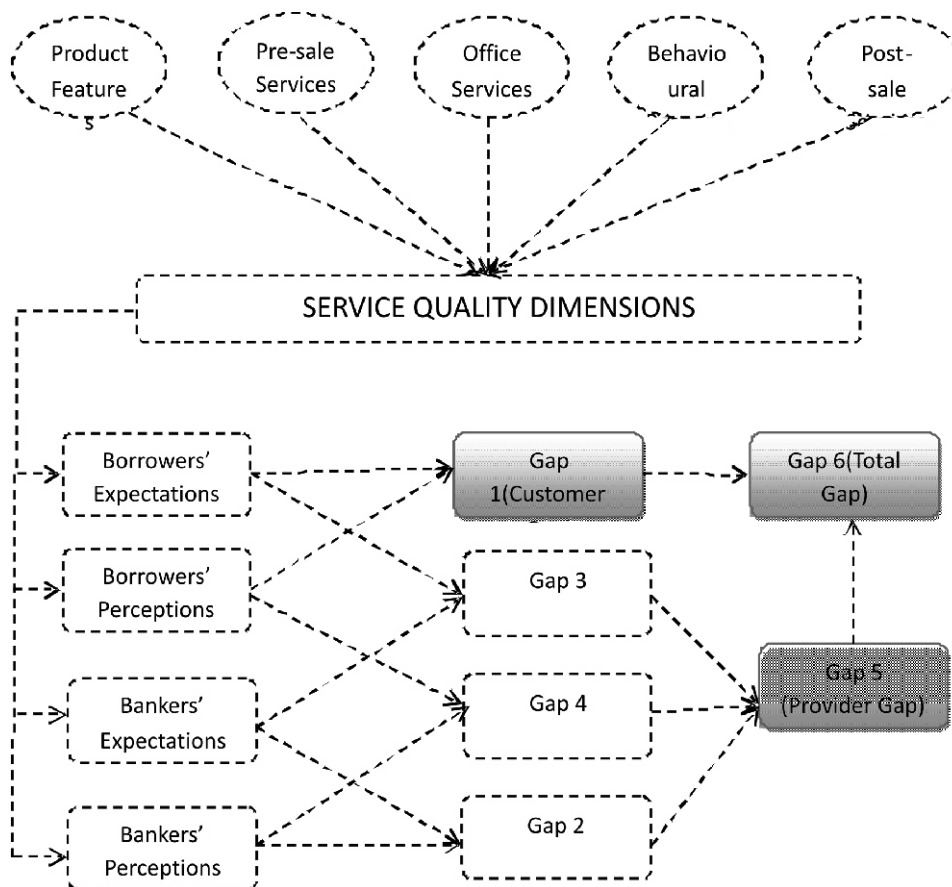 Product
Feature
s
Pre-sale
Services
Office
Services
Behavio
ural
Post-
sale
SERVICE QUALITY DIMENSIONS
Borrowers’
Expectations
Gap
1(Customer
Gap 6(Total
Gap)
Borrowers’
Perceptions
Gap 3
Bankers’
Expectations
Gap 4
Gap 5
(Provider Gap)
Bankers’
Perceptions
Gap 2